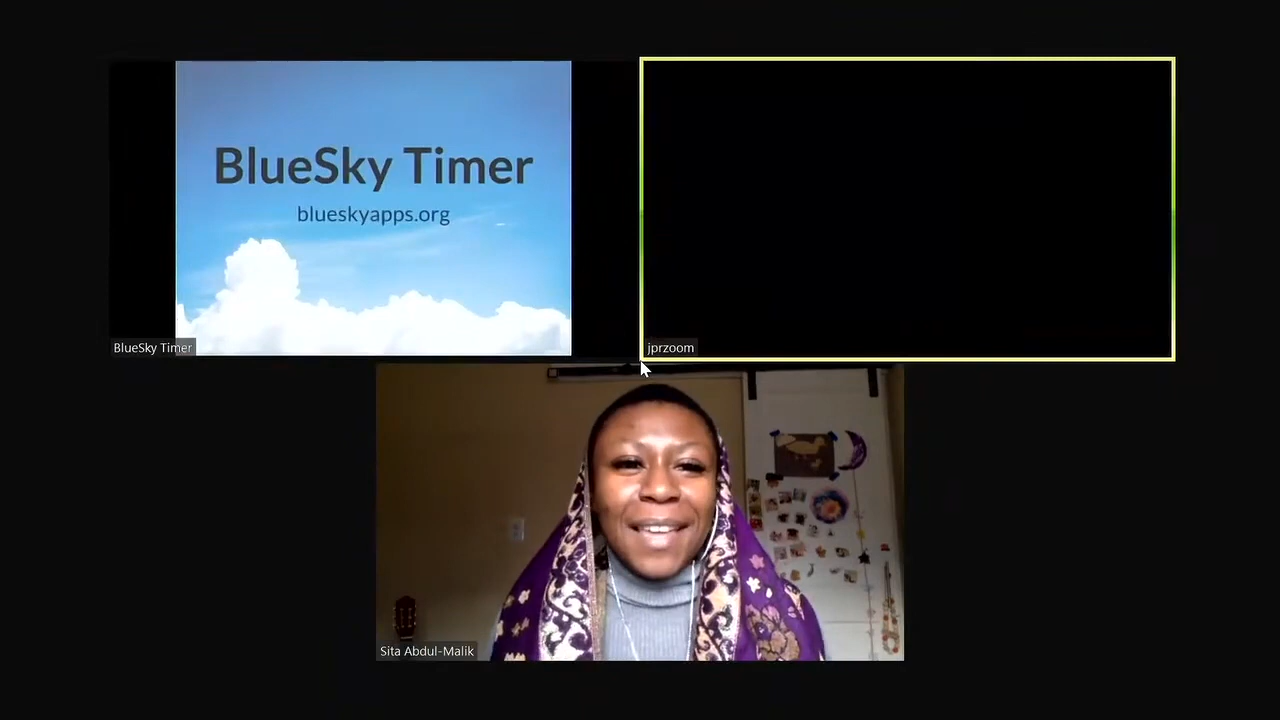 BlueSky Timer
blueskyapps.org
BlueSky Timer
jprzoom
Sita Abdul-Malik